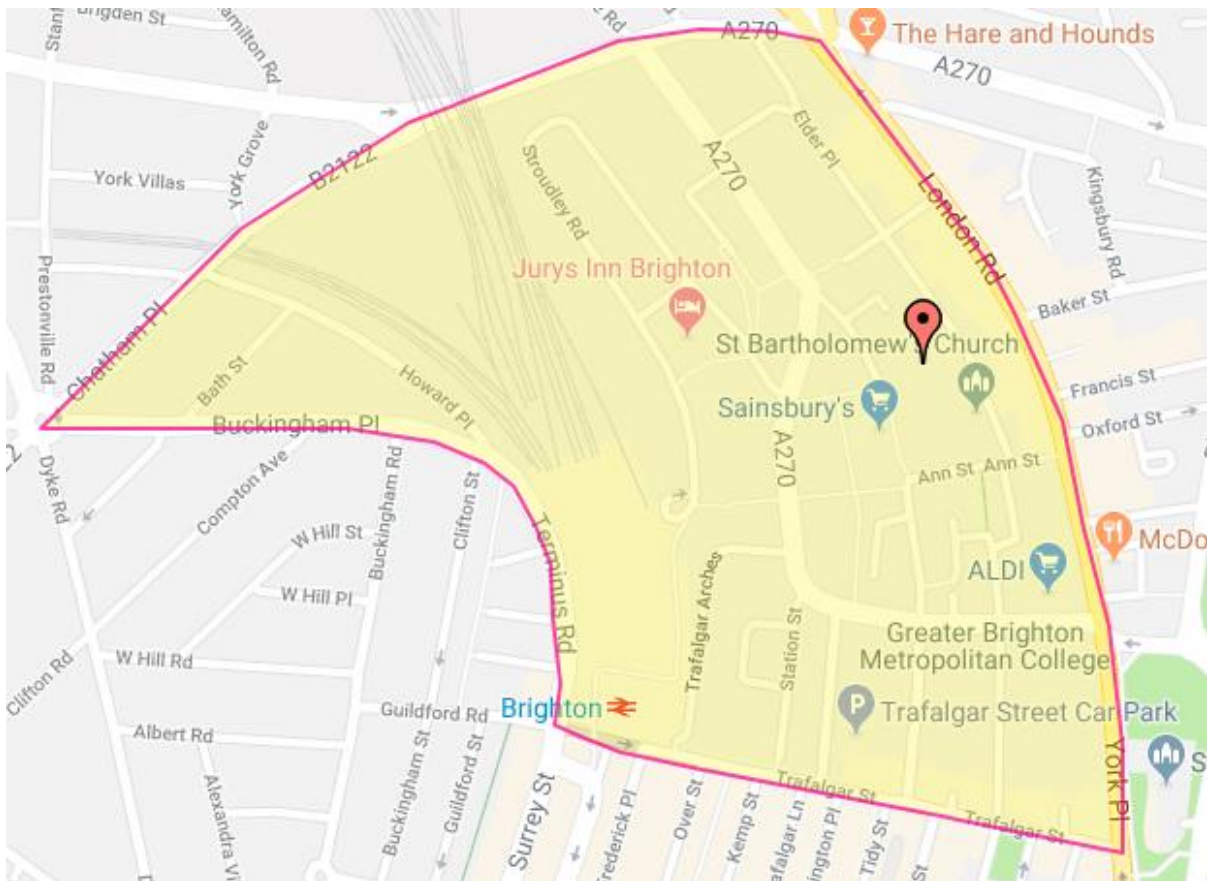 Brigden St
Hamilton Rd
A270
The Hare and Hounds
A270
York Grove
B2122
York Villas
Elder Pl
A270
Stroudley Rd
Kingsbury Rd
London Rd
Jurys Inn Brighton
Prestonville Rd
Baker St
Chatham Pl
St Bartholomew's Church
Bath St
Howard Pl
Francis St
Sainsbury's
Buckingham Pl
Oxford St
A270
Ann St
Ann St
Dyke Rd
Compton Ave
Buckingham Rd
Clifton St
W Hill St
Terminus Rd
McDo
ALDI
W Hill Pl
Trafalgar Arches
Station St
Greater Brighton
Metropolitan College
W Hill Rd
Clifton Rd
Brighton
Guildford Rd
P
Trafalgar Street Car Park
Albert Rd
Buckingham St
Guildford St
York Pl
S
Trafalgar St
Trafalgar St
Alexandra Vi
Surrey St
Frederick Pl
Over St
Kemp St
afalgar Ln
ington Pl
Tidy St
St